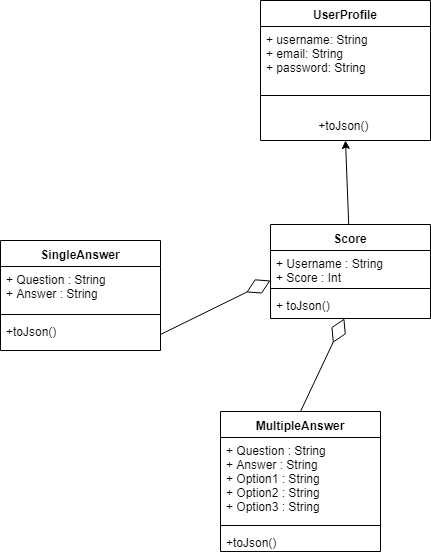 UserProfile
+ username: String
+ email: String
+ password: String
+toJson()
Score
+ Username : String
+ Score : Int
+ toJson()
SingleAnswer
+ Question : String
+ Answer : String
+toJson()
MultipleAnswer
+ Question : String
+ Answer : String
+ Option1 : String
+ Option2 : String
+ Option3 : String
+toJson()